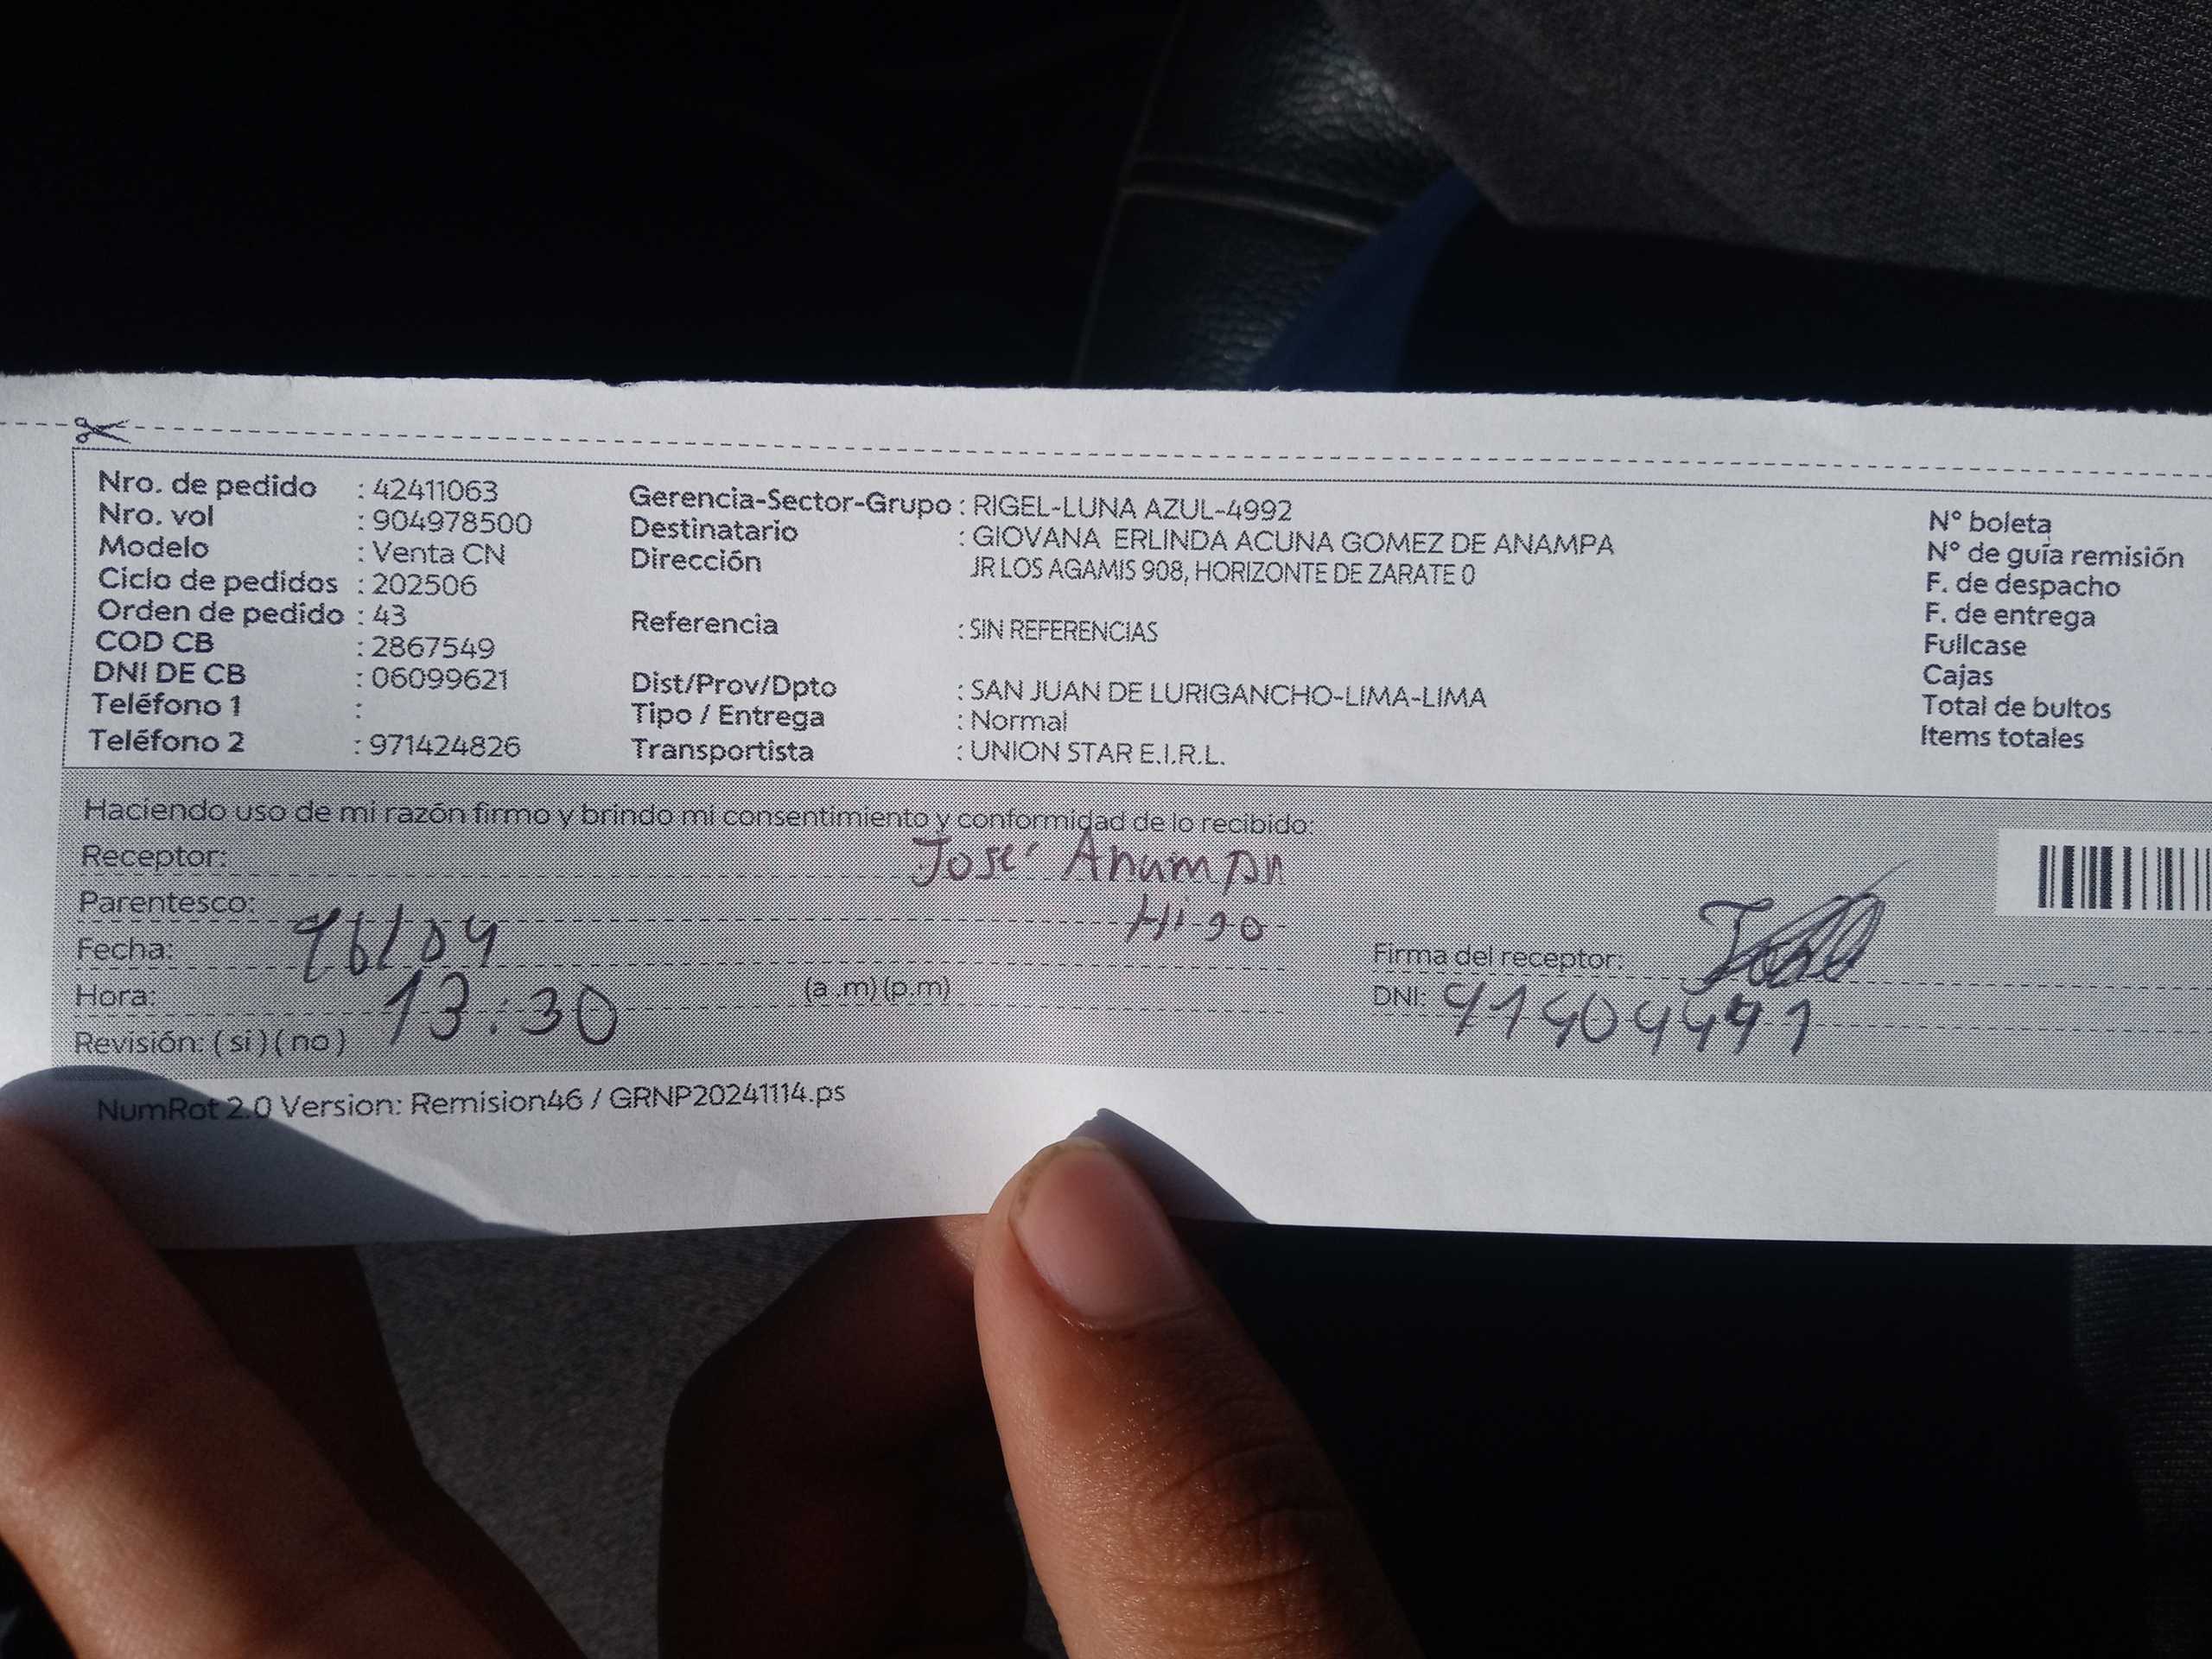 Nro. de pedido : 42411063
Nro. vol : 904978500
Modelo : Venta CN
Ciclo de pedidos : 202506
Orden de pedido : 43
COD CB : 2867549
DNI DE CB : 06099621
Teléfono 1 :
Teléfono 2 : 971424826
Gerencia-Sector-Grupo : RIGEL-LUNA AZUL-4992
Destinatario : GIOVANA ERLINDA ACUNA GOMEZ DE ANAMPA
Dirección JR LOS AGAMIS 908, HORIZONTE DE ZARATE 0
Referencia : SIN REFERENCIAS
Dist/Prov/Dpto : SAN JUAN DE LURIGANCHO-LIMA-LIMA
Tipo / Entrega : Normal
Transportista : UNION STAR E.I.R.L.
N° boleta
N° de guía remisión
F. de despacho
F. de entrega
Fullcase
Cajas
Total de bultos
Items totales
Haciendo uso de mi razón firmo y brindo mi consentimiento y conformidad de lo recibido:
Receptor: José Anampa
Parentesco: Higo
Fecha:
Hora: 13:30 (a .m) (p.m)
Revisión: ( si ) ( no )
Firma del receptor:
DNI:
NumRot 2.0 Version: Remision46 / GRNP20241114.ps